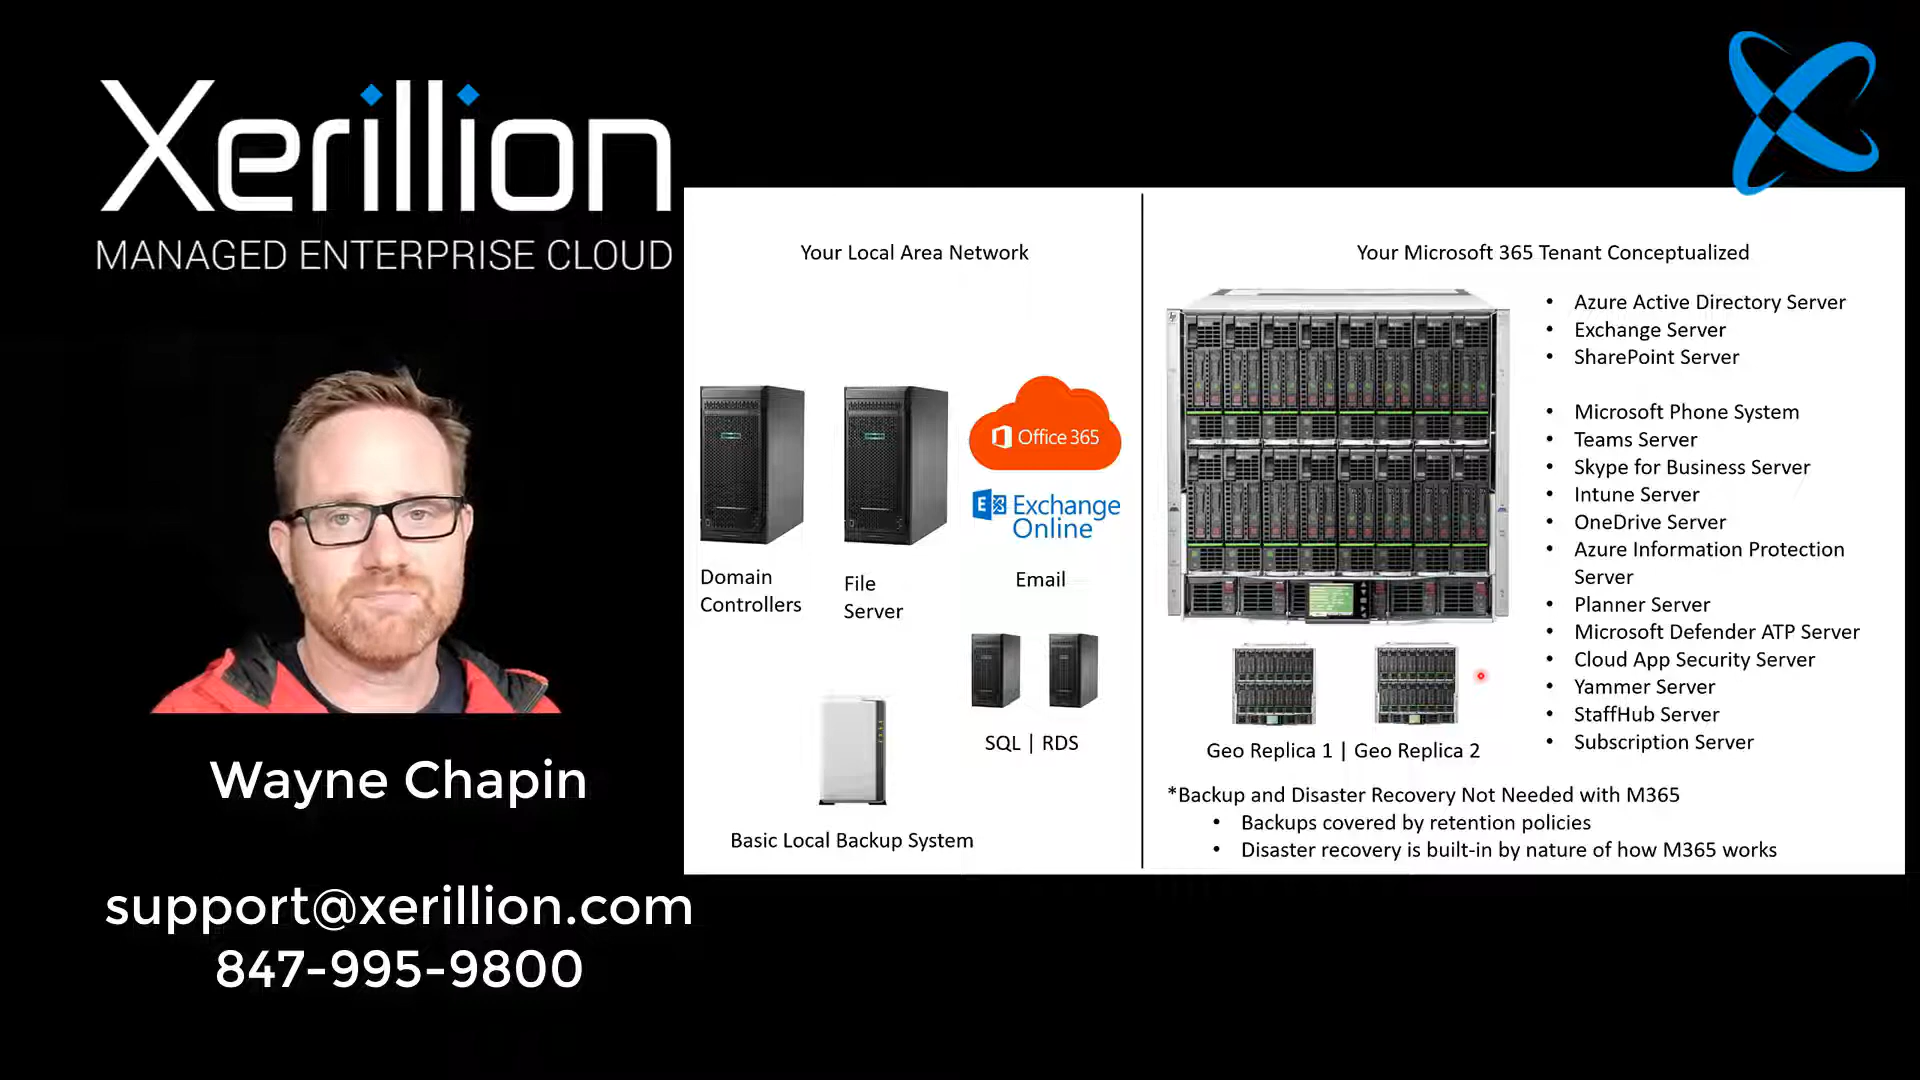 Xerillion
MANAGED ENTERPRISE CLOUD
Wayne Chapin
support@xerillion.com
847-995-9800
Your Local Area Network
Domain
Controllers
File
Server
Office 365
Exchange
Online
Email
SQL | RDS
Basic Local Backup System
Your Microsoft 365 Tenant Conceptualized
• Azure Active Directory Server
• Exchange Server
• SharePoint Server
• Microsoft Phone System
• Teams Server
• Skype for Business Server
• Intune Server
• OneDrive Server
• Azure Information Protection
Server
• Planner Server
• Microsoft Defender ATP Server
• Cloud App Security Server
• Yammer Server
• StaffHub Server
• Subscription Server
Geo Replica 1 | Geo Replica 2
*Backup and Disaster Recovery Not Needed with M365
• Backups covered by retention policies
• Disaster recovery is built-in by nature of how M365 works